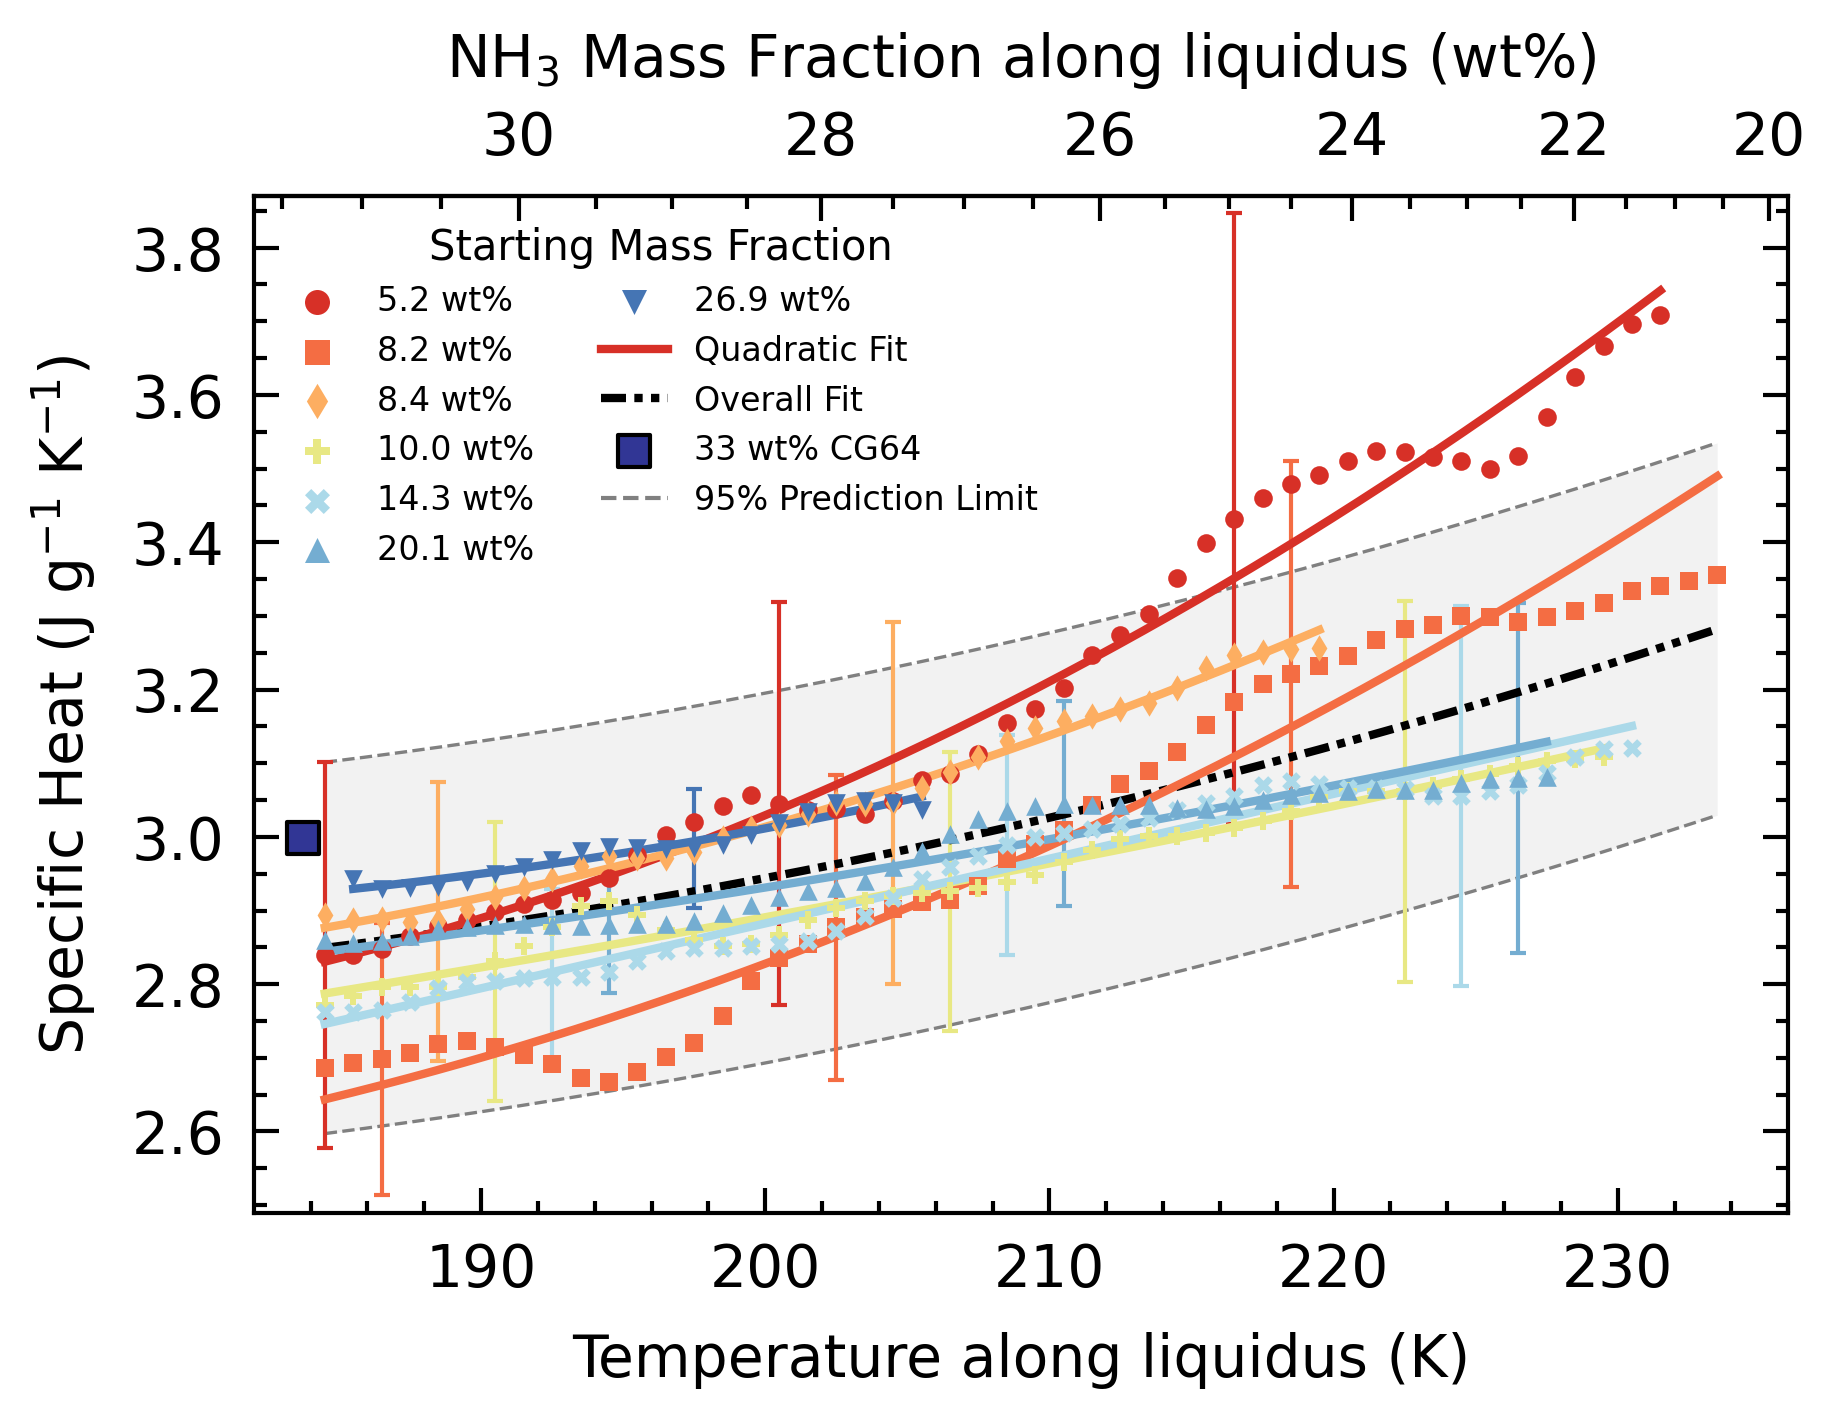 NH₃ Mass Fraction along liquidus (wt%)
30 28 26 24 22 20
Starting Mass Fraction
5.2 wt%
8.2 wt%
8.4 wt%
10.0 wt%
14.3 wt%
20.1 wt%
26.9 wt%
Quadratic Fit
Overall Fit
33 wt% CG64
95% Prediction Limit
Specific Heat (J g⁻¹ K⁻¹)
3.8
3.6
3.4
3.2
3.0
2.8
2.6
190 200 210 220 230
Temperature along liquidus (K)